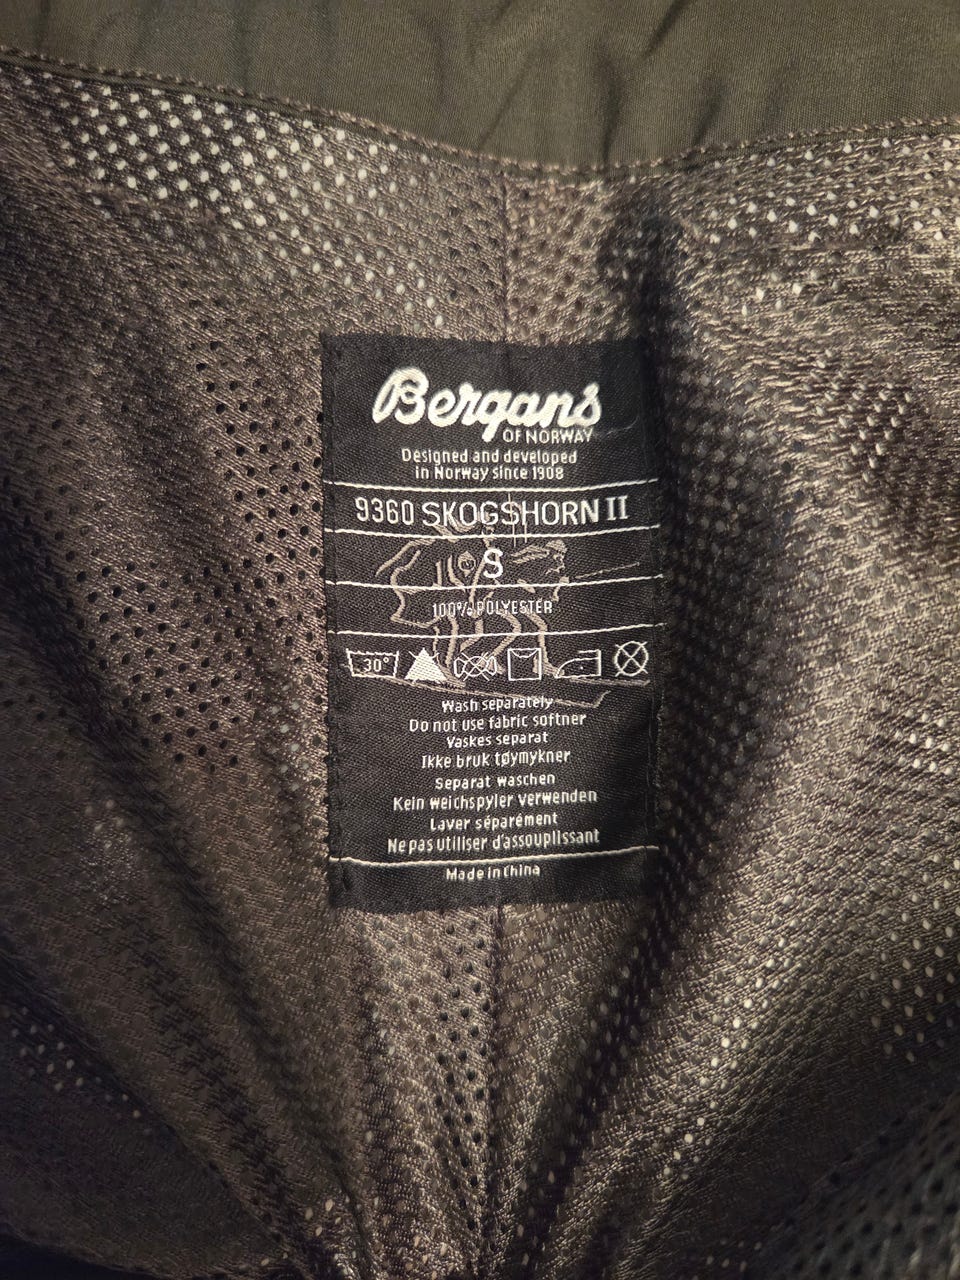 Bergans
OF NORWAY
Designed and developed
in Norway since 1908
9360 SKOGSHORN II
S
100% POLYESTER
30°
Wash separately
Do not use fabric softner
Vaskes separat
Ikke bruk tøymykner
Separat waschen
Kein weichspyler verwenden
Laver séparément
Ne pas utiliser d'assouplissant
Made in China